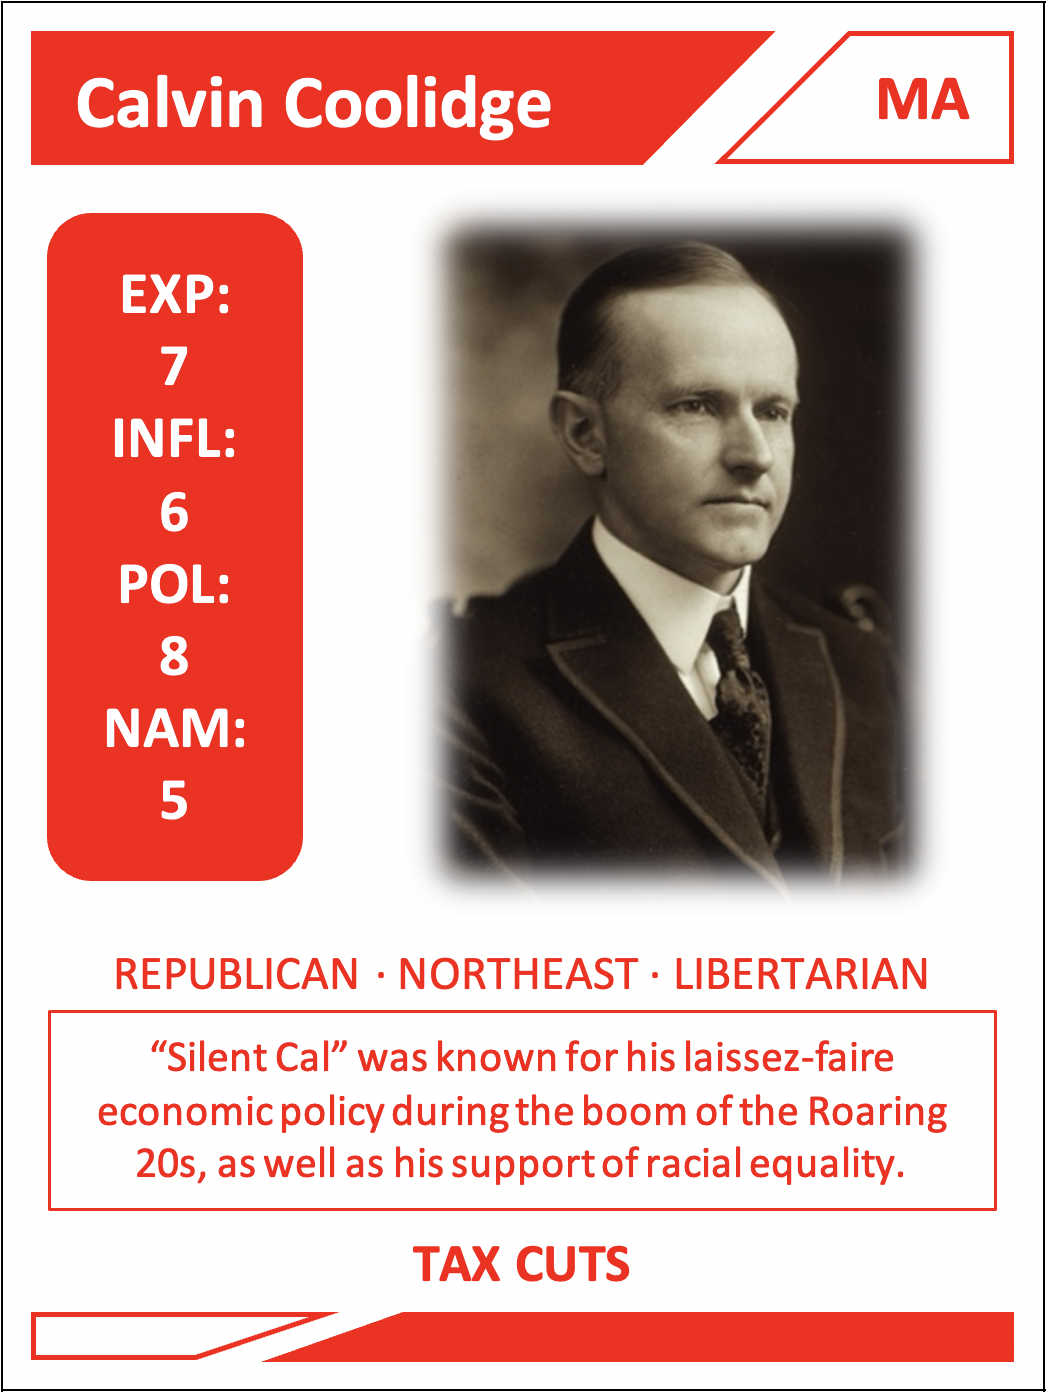 Calvin Coolidge
MA
EXP:
7
INFL:
6
POL:
8
NAM:
5
REPUBLICAN · NORTHEAST · LIBERTARIAN
“Silent Cal” was known for his laissez-faire
economic policy during the boom of the Roaring
20s, as well as his support of racial equality.
TAX CUTS